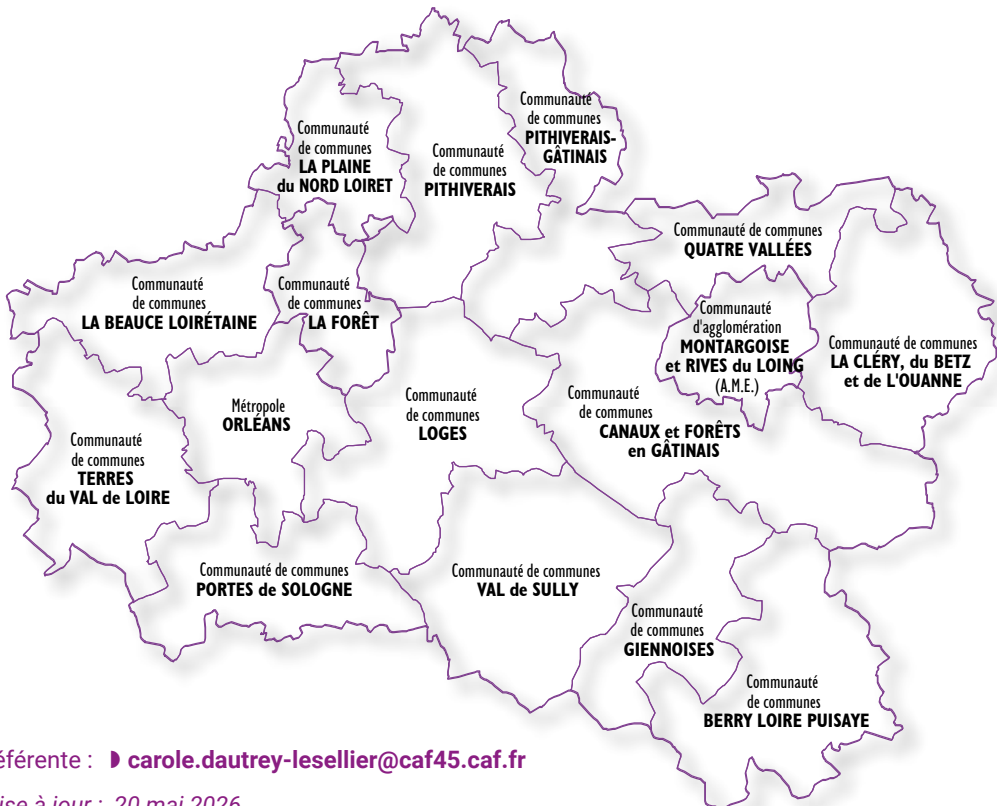 Communauté
de communes
PITHIVERAIS-
GÂTINAIS
Communauté
de communes
LA PLAINE
du NORD LOIRET
Communauté
de communes
PITHIVERAIS
Communauté de communes
QUATRE VALLÉES
Communauté
de communes
LA BEAUCE LOIRÉTAINE
Communauté
de communes
LA FORÊT
Communauté
d'agglomération
MONTARGOISE
et RIVES du LOING
(A.M.E.)
Communauté de communes
LA CLÉRY, du BETZ
et de L'OUANNE
Métropole
ORLÉANS
Communauté
de communes
LOGES
Communauté
de communes
CANAUX et FORÊTS
en GÂTINAIS
Communauté
de communes
TERRES
du VAL de LOIRE
Communauté de communes
PORTES de SOLOGNE
Communauté de communes
VAL de SULLY
Communauté
de communes
GIENNOISES
Communauté
de communes
BERRY LOIRE PUISAYE
éférente : ◗ carole.dautrey-lesellier@caf45.caf.fr
ise à jour : 20 mai 2026